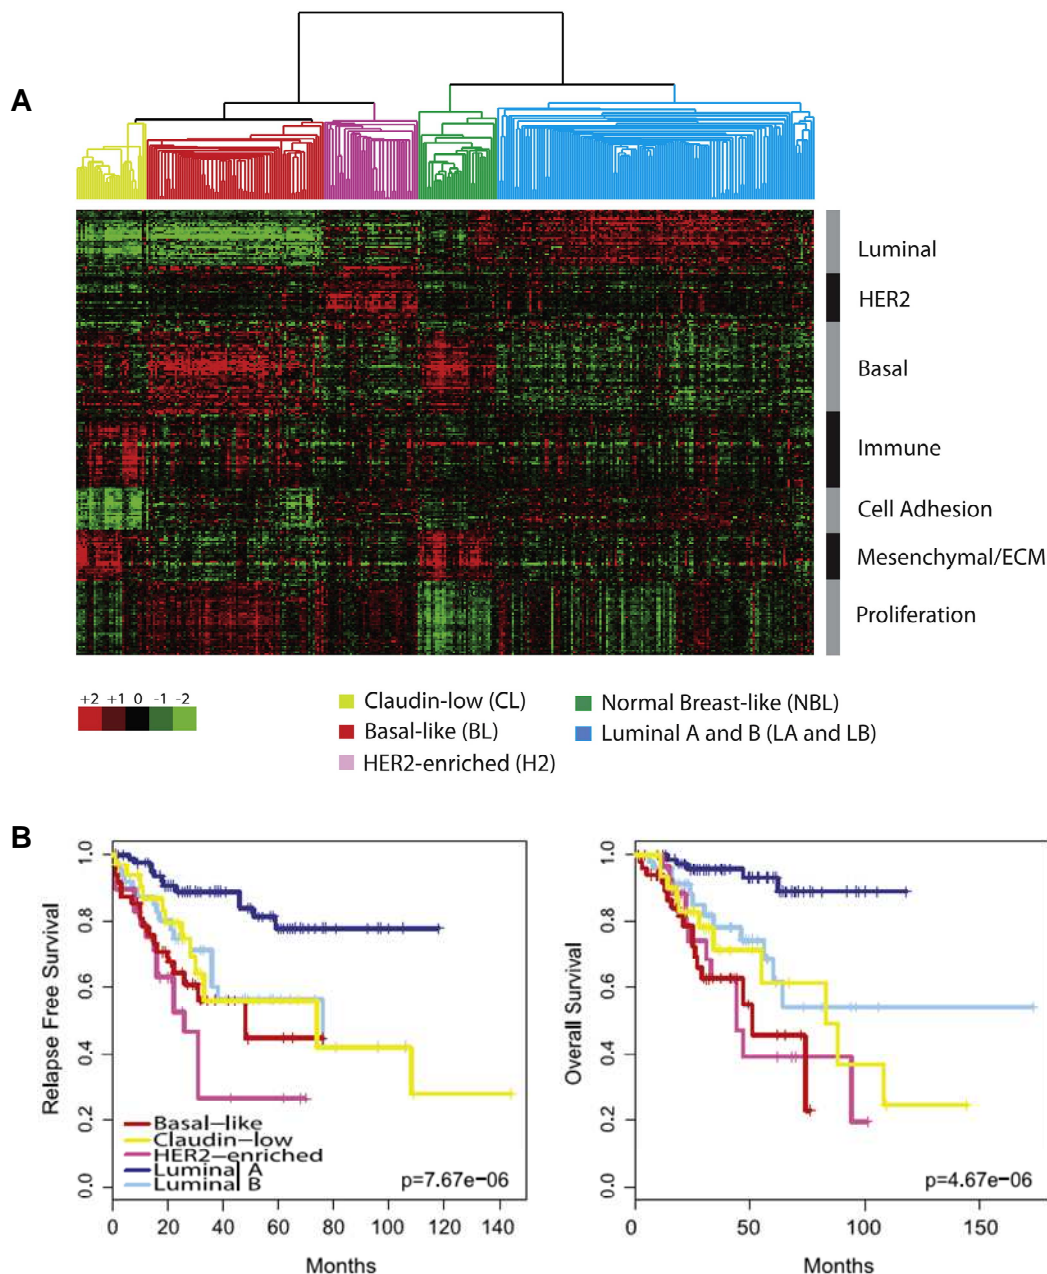 A
Luminal
HER2
Basal
Immune
Cell Adhesion
Mesenchymal/ECM
Proliferation
+2 +1 0 -1 -2
Claudin-low (CL)
Basal-like (BL)
HER2-enriched (H2)
Normal Breast-like (NBL)
Luminal A and B (LA and LB)
B
Relapse Free Survival
1.0
0.8
0.6
0.4
0.2
0.0
Basal-like
Claudin-low
HER2-enriched
Luminal A
Luminal B
p=7.67e-06
0 20 40 60 80 100 120 140
Months
Overall Survival
1.0
0.8
0.6
0.4
0.2
0.0
p=4.67e-06
0 50 100 150
Months